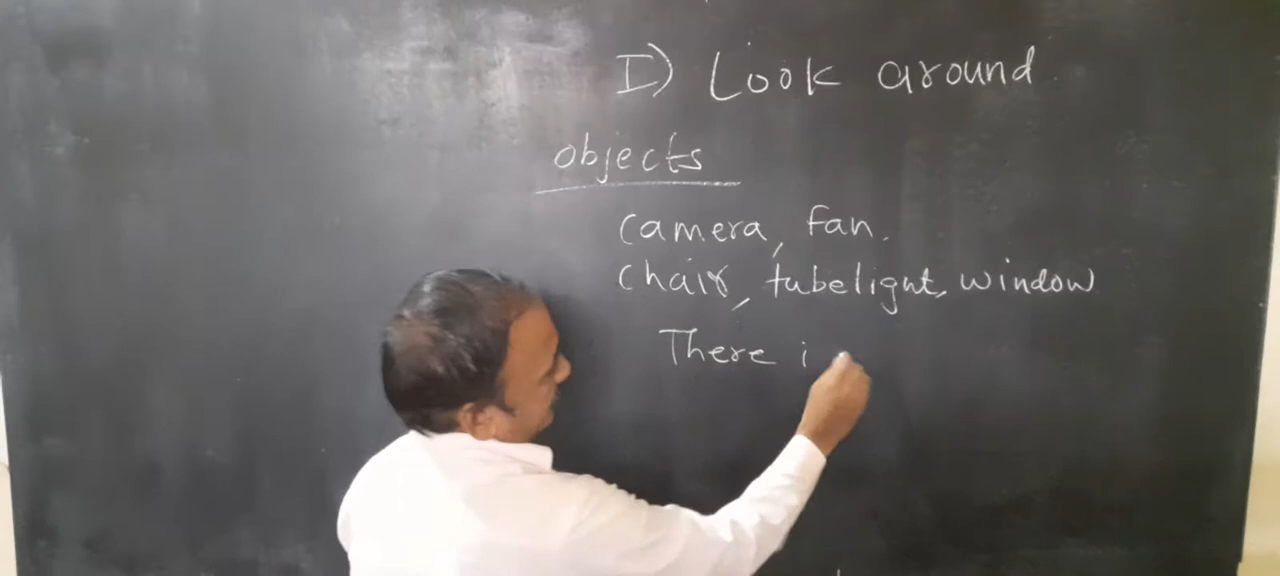 I) Look around
objects
Camera, fan.
Chair, tubelight, window
There i